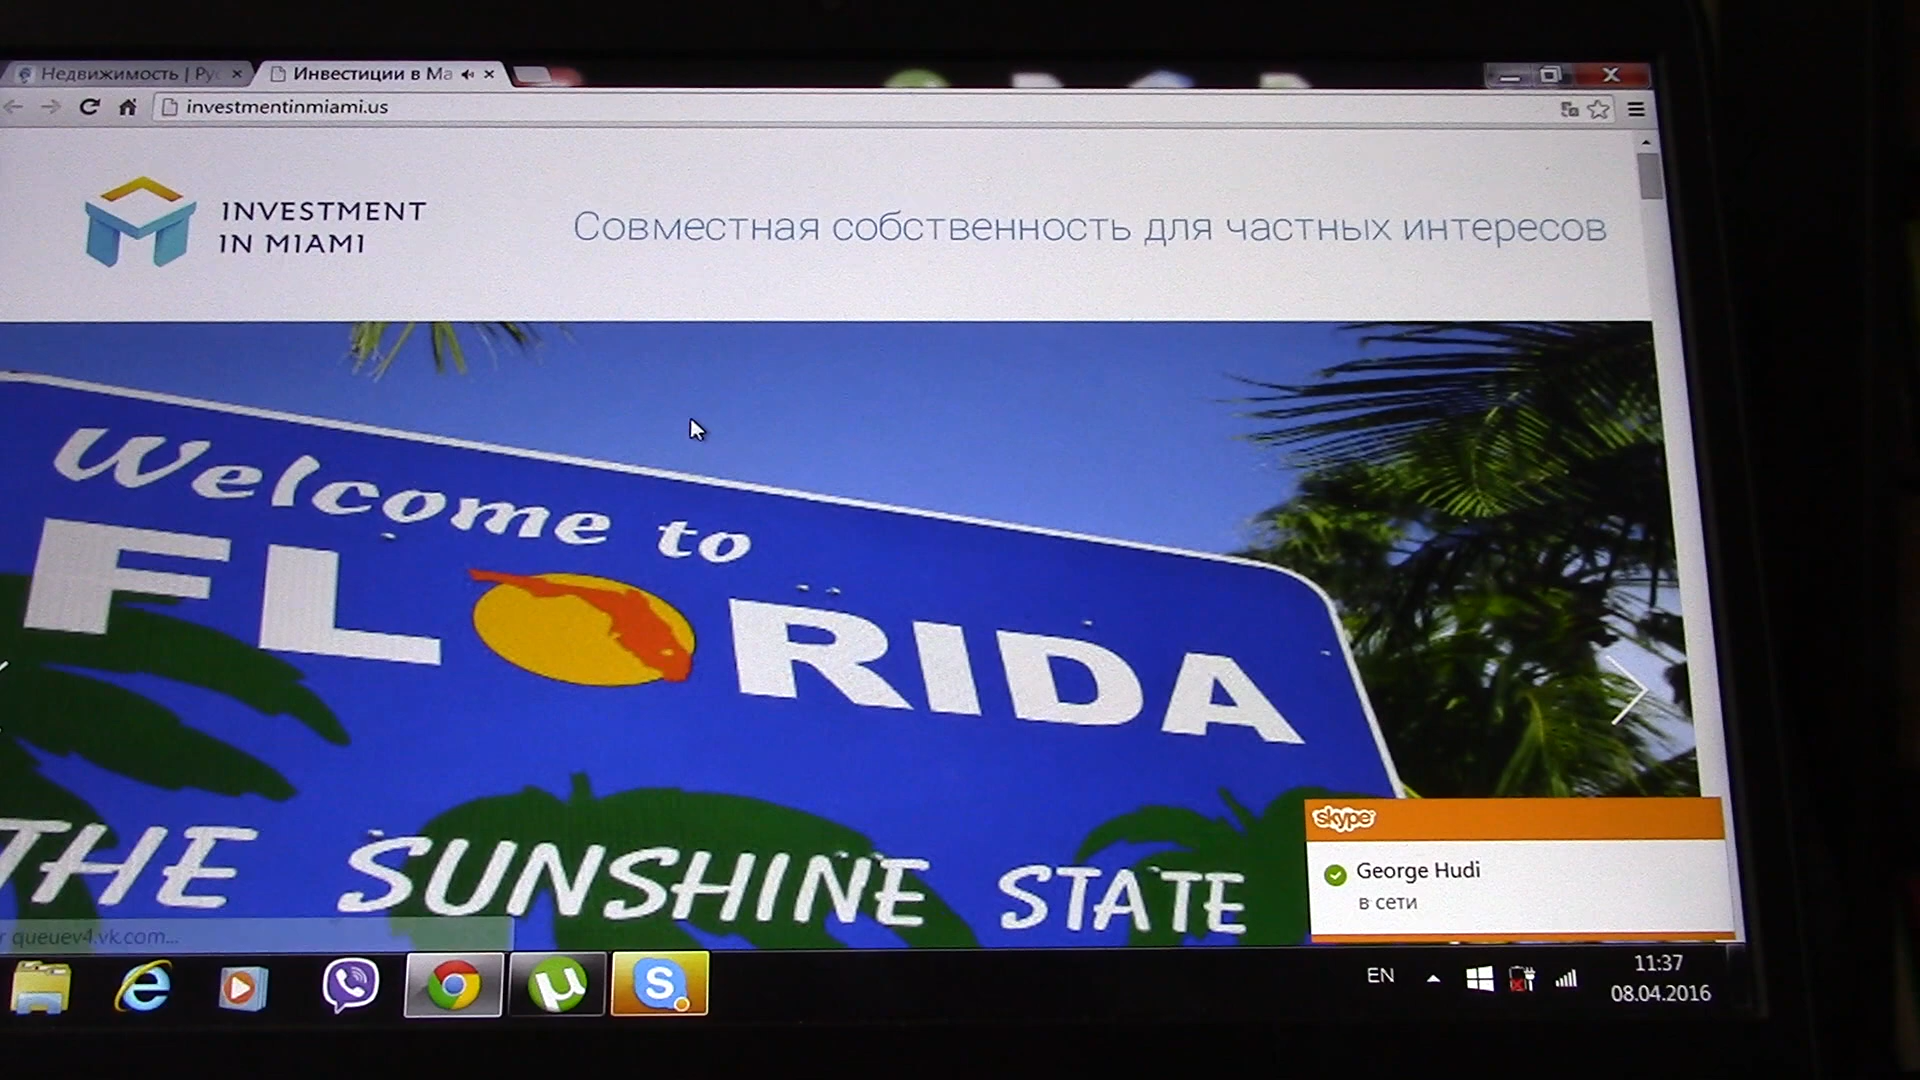 Недвижимость | Рус
Инвестиции в Ма
investmentinmiami.us
INVESTMENT
IN MIAMI
Совместная собственность для частных интересов
Welcome to
FLORIDA
THE SUNSHINE STATE
skype
George Hudi
в сети
queuev4.vk.com...
EN
11:37
08.04.2016